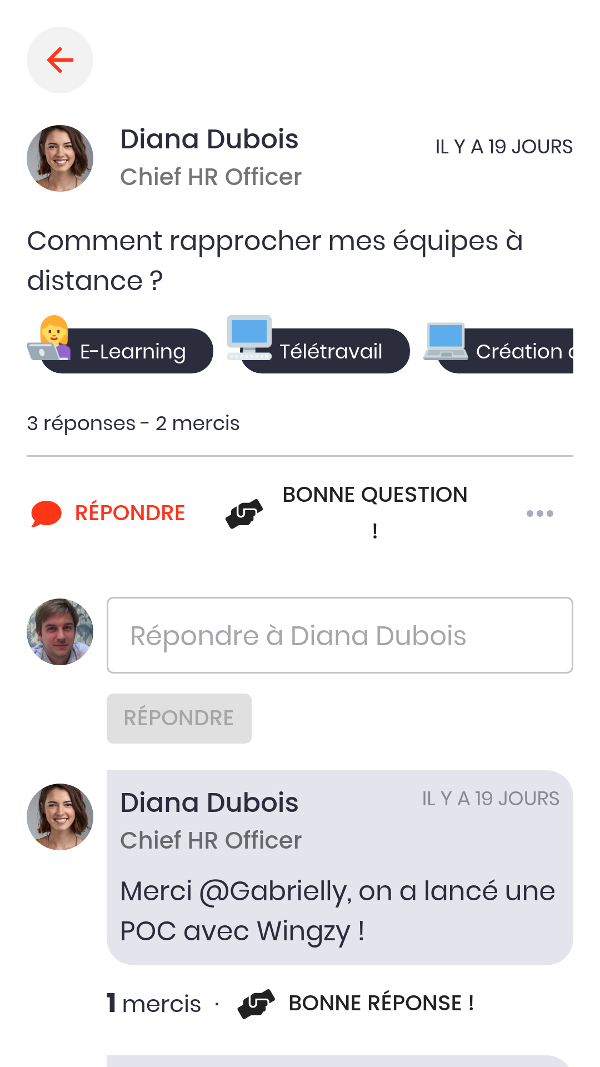 Diana Dubois
IL Y A 19 JOURS
Chief HR Officer
Comment rapprocher mes équipes à
distance ?
E-Learning
Télétravail
Création
3 réponses - 2 mercis
RÉPONDRE
BONNE QUESTION
!
Répondre à Diana Dubois
RÉPONDRE
Diana Dubois
IL Y A 19 JOURS
Chief HR Officer
Merci @Gabrielly, on a lancé une
POC avec Wingzy !
1 mercis ·
BONNE RÉPONSE !